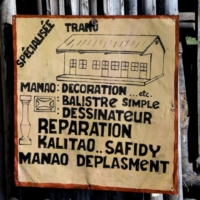 SPÉCIALISÉE TRANO
MANAO: DECORATION...etc.
: BALISTRE SIMPLE
: DESSINATEUR
REPARATION
KALITAO.. SAFIDY
MANAO DEPLASMENT